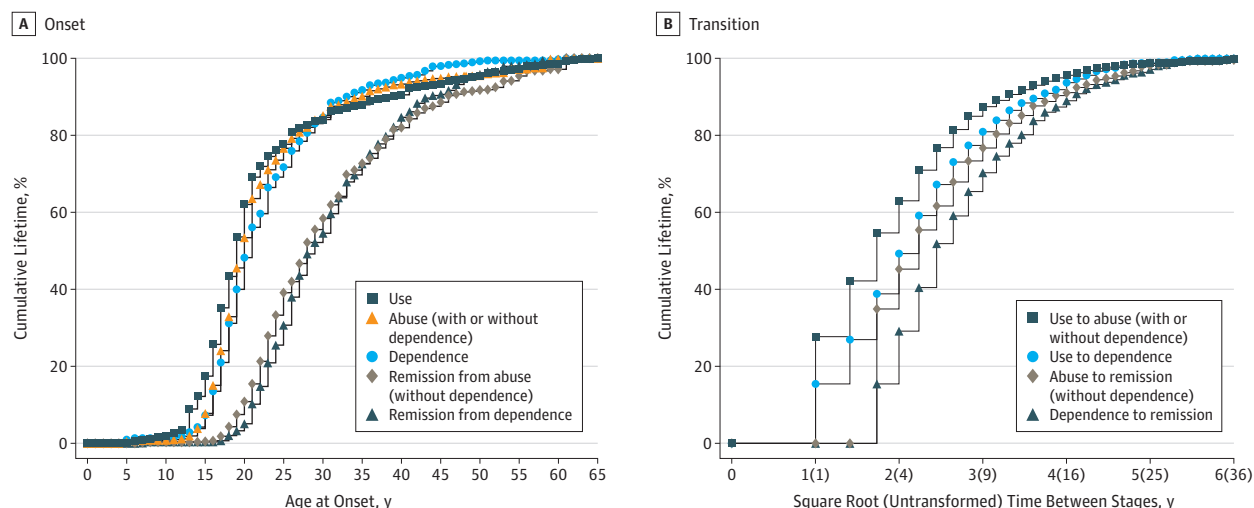 A Onset
Cumulative Lifetime, %
100
80
60
40
20
0
Use
Abuse (with or without
dependence)
Dependence
Remission from abuse
(without dependence)
Remission from dependence
0 5 10 15 20 25 30 35 40 45 50 55 60 65
Age at Onset, y
B Transition
Cumulative Lifetime, %
100
80
60
40
20
0
Use to abuse (with or
without dependence)
Use to dependence
Abuse to remission
(without dependence)
Dependence to remission
0 1(1) 2(4) 3(9) 4(16) 5(25) 6(36)
Square Root (Untransformed) Time Between Stages, y